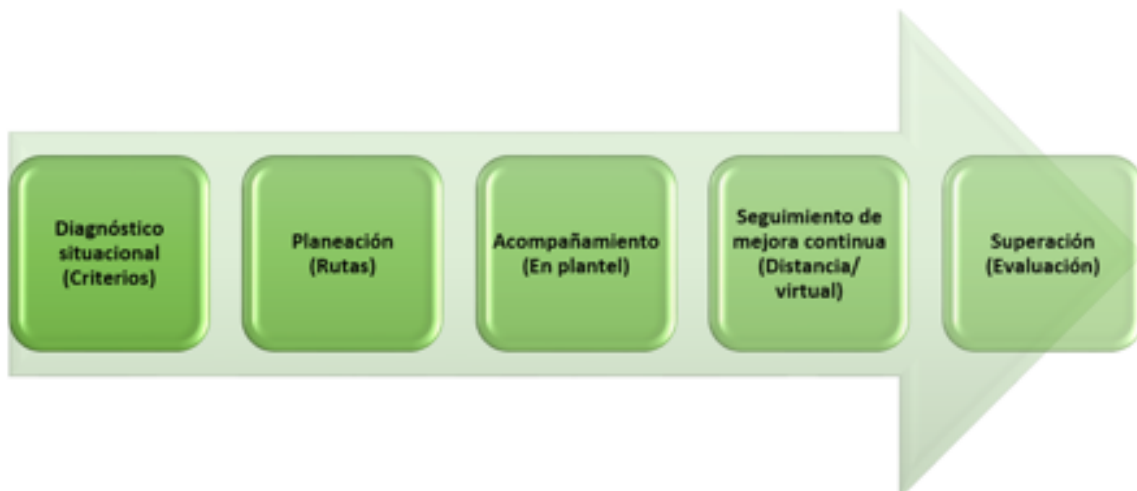 Diagnóstico
situacional
(Criterios)
Planeación
(Rutas)
Acompañamiento
(En plantel)
Seguimiento de
mejora continua
(Distancia/
virtual)
Superación
(Evaluación)